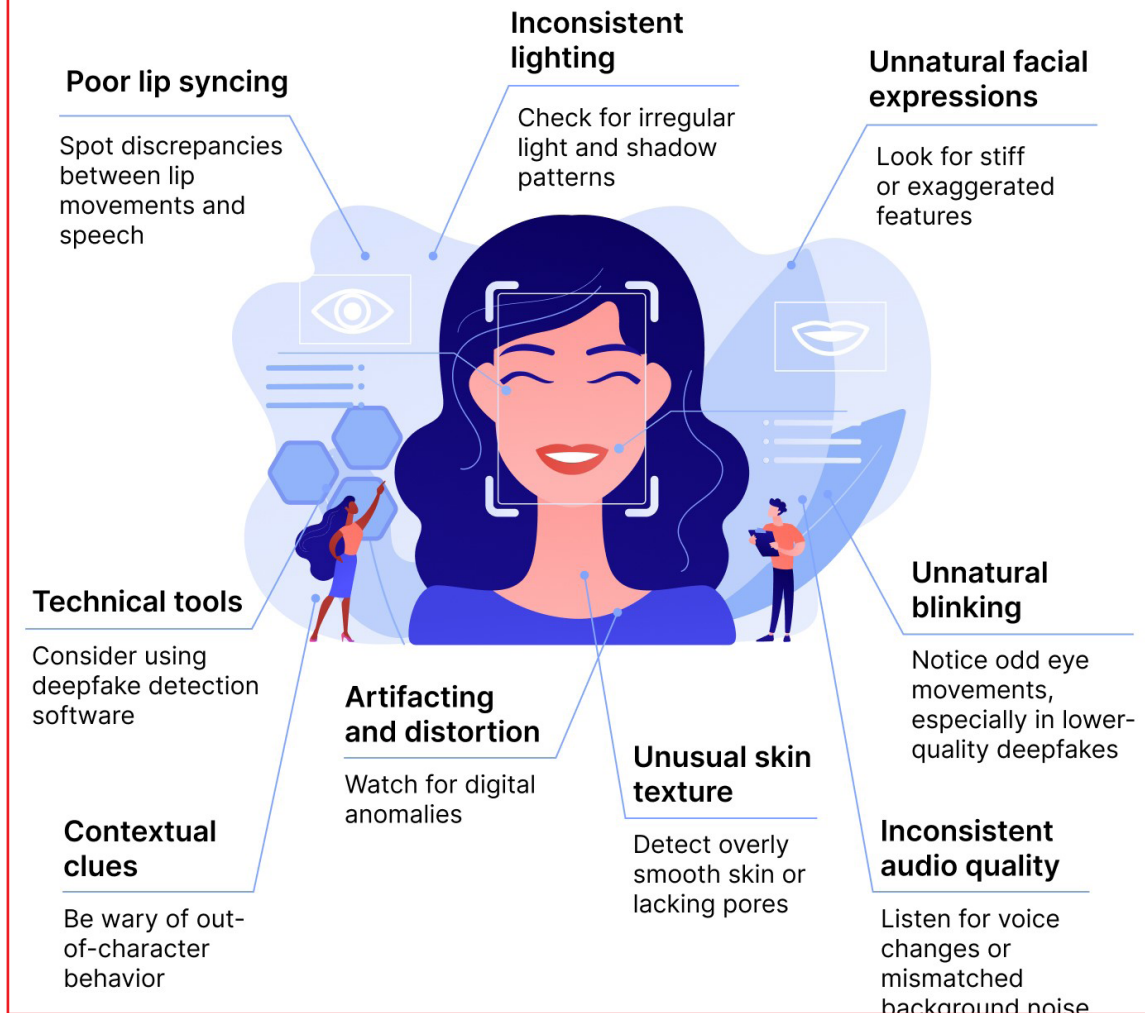 Poor lip syncing
Spot discrepancies
between lip
movements and
speech
Inconsistent
lighting
Check for irregular
light and shadow
patterns
Unnatural facial
expressions
Look for stiff
or exaggerated
features
Technical tools
Consider using
deepfake detection
software
Contextual
clues
Be wary of out-
of-character
behavior
Artifacting
and distortion
Watch for digital
anomalies
Unusual skin
texture
Detect overly
smooth skin or
lacking pores
Unnatural
blinking
Notice odd eye
movements,
especially in lower-
quality deepfakes
Inconsistent
audio quality
Listen for voice
changes or
mismatched
background noise